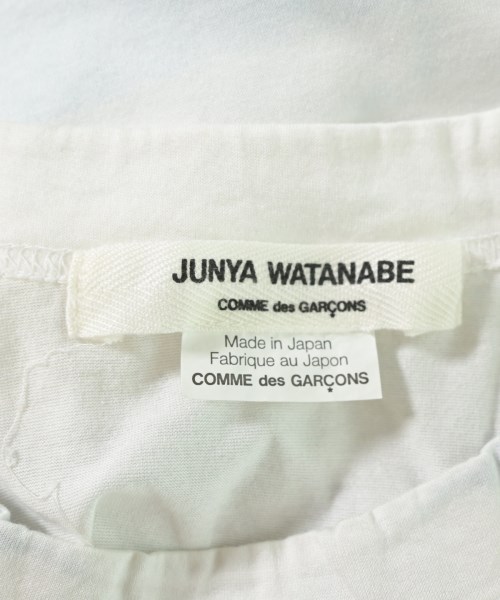 JUNYA WATANABE
COMME des GARÇONS
Made in Japan
Fabrique au Japon
COMME des GARÇONS